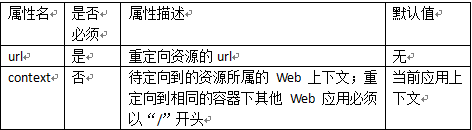 属性名 是否必须 属性描述 默认值
url 是 重定向资源的 url 无
context 否 待定向到的资源所属的 Web 上下文；重 当前应用上
定向到相同的容器下其他 Web 应用必须 下文
以“/”开头